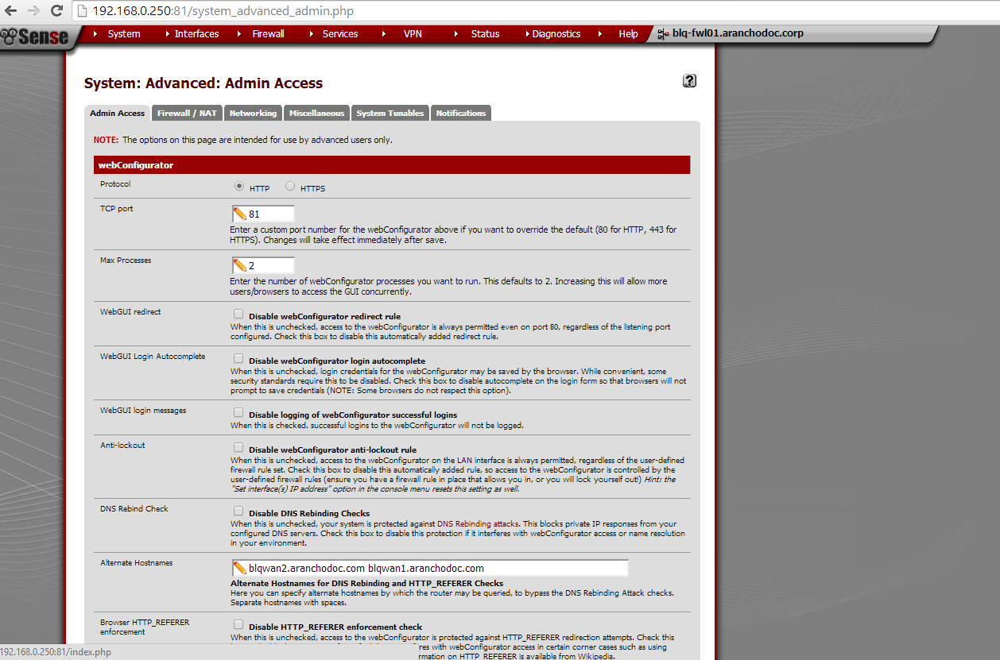 192.168.0.250:81/system_advanced_admin.php
Sense
System
Interfaces
Firewall
Services
VPN
Status
Diagnostics
Help
blq-fwl01.aranchodoc.corp
System: Advanced: Admin Access
?
Admin Access
Firewall / NAT
Networking
Miscellaneous
System Tunables
Notifications
NOTE: The options on this page are intended for use by advanced users only.
webConfigurator
Protocol
HTTP
HTTPS
TCP port
81
Enter a custom port number for the webConfigurator above if you want to override the default (80 for HTTP, 443 for
HTTPS). Changes will take effect immediately after save.
Max Processes
2
Enter the number of webConfigurator processes you want to run. This defaults to 2. Increasing this will allow more
users/browsers to access the GUI concurrently.
WebGUI redirect
Disable webConfigurator redirect rule
When this is unchecked, access to the webConfigurator is always permitted even on port 80, regardless of the listening port
configured. Check this box to disable this automatically added redirect rule.
WebGUI Login Autocomplete
Disable webConfigurator login autocomplete
When this is unchecked, login credentials for the webConfigurator may be saved by the browser. While convenient, some
security standards require this to be disabled. Check this box to disable autocomplete on the login form so that browsers will not
prompt to save credentials (NOTE: Some browsers do not respect this option).
WebGUI login messages
Disable logging of webConfigurator successful logins
When this is checked, successful logins to the webConfigurator will not be logged.
Anti-lockout
Disable webConfigurator anti-lockout rule
When this is unchecked, access to the webConfigurator on the LAN interface is always permitted, regardless of the user-defined
firewall rule set. Check this box to disable this automatically added rule, so access to the webConfigurator is controlled by the
user-defined firewall rules (ensure you have a firewall rule in place that allows you in, or you will lock yourself out!) Hint: the
"Set interface(s) IP address" option in the console menu resets this setting as well.
DNS Rebind Check
Disable DNS Rebinding Checks
When this is unchecked, your system is protected against DNS Rebinding attacks. This blocks private IP responses from your
configured DNS servers. Check this box to disable this protection if it interferes with webConfigurator access or name resolution
in your environment.
Alternate Hostnames
blqwan2.aranchodoc.com blqwan1.aranchodoc.com
Alternate Hostnames for DNS Rebinding and HTTP_REFERER Checks
Here you can specify alternate hostnames by which the router may be queried, to bypass the DNS Rebinding Attack checks.
Separate hostnames with spaces.
Browser HTTP_REFERER
enforcement
Disable HTTP_REFERER enforcement check
When this is unchecked, access to the webConfigurator is protected against HTTP_REFERER redirection attempts. Check this
with webConfigurator access in certain corner cases such as using
on HTTP_REFERER is available from Wikipedia.
192.168.0.250:81/index.php